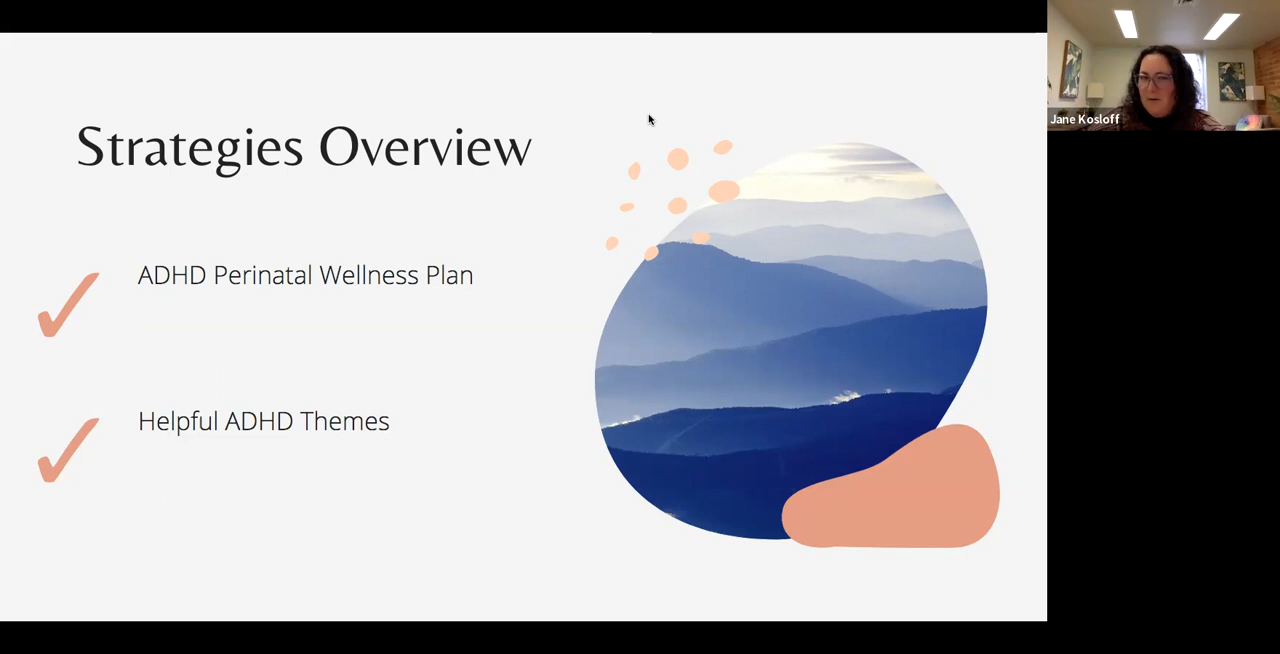 Strategies Overview
ADHD Perinatal Wellness Plan
Helpful ADHD Themes
Jane Kosloff